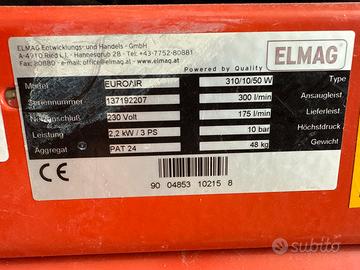 ELMAG Entwicklungs- und Handels - GmbH
A-4910 Ried i.I. - Hannesgrub 28
Tel. +43-7752-80881
Fax 80880 - e-mail: office@elmag.at - www.elmag.at
ELMAG
Powered by Quality
Modell EURO/AIR 310/10/50 W Type
Seriennummer 137192207 300 l/min Ansaugleist.
Netzanschluß 230 Volt 175 l/min Lieferleist.
Leistung 2,2 kW / 3 PS 10 bar Höchstdruck
Aggregat PAT 24 48 kg Gewicht
CE
90 04853 10215 8
subito